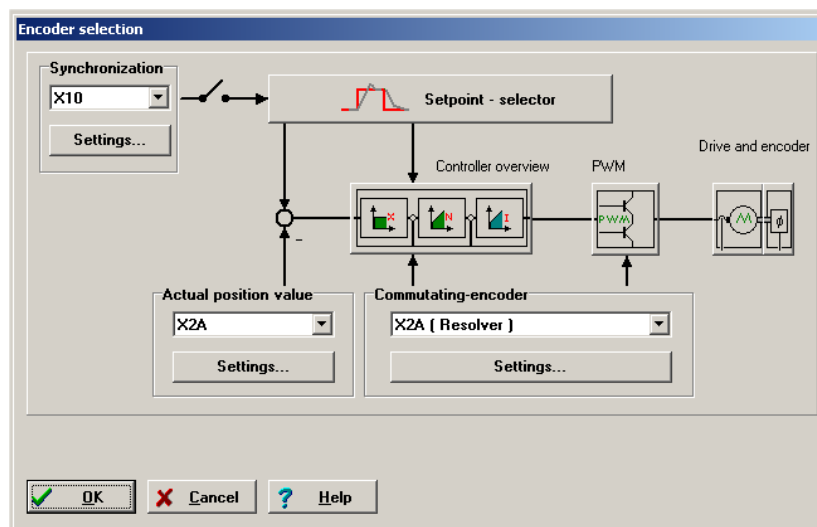 Encoder selection
Synchronization
X10
Settings...
Setpoint - selector
Controller overview
PWM
Drive and encoder
X
N
I
PWM
ϕ
Actual position value
X2A
Settings...
Commutating-encoder
X2A ( Resolver )
Settings...
OK
Cancel
? Help